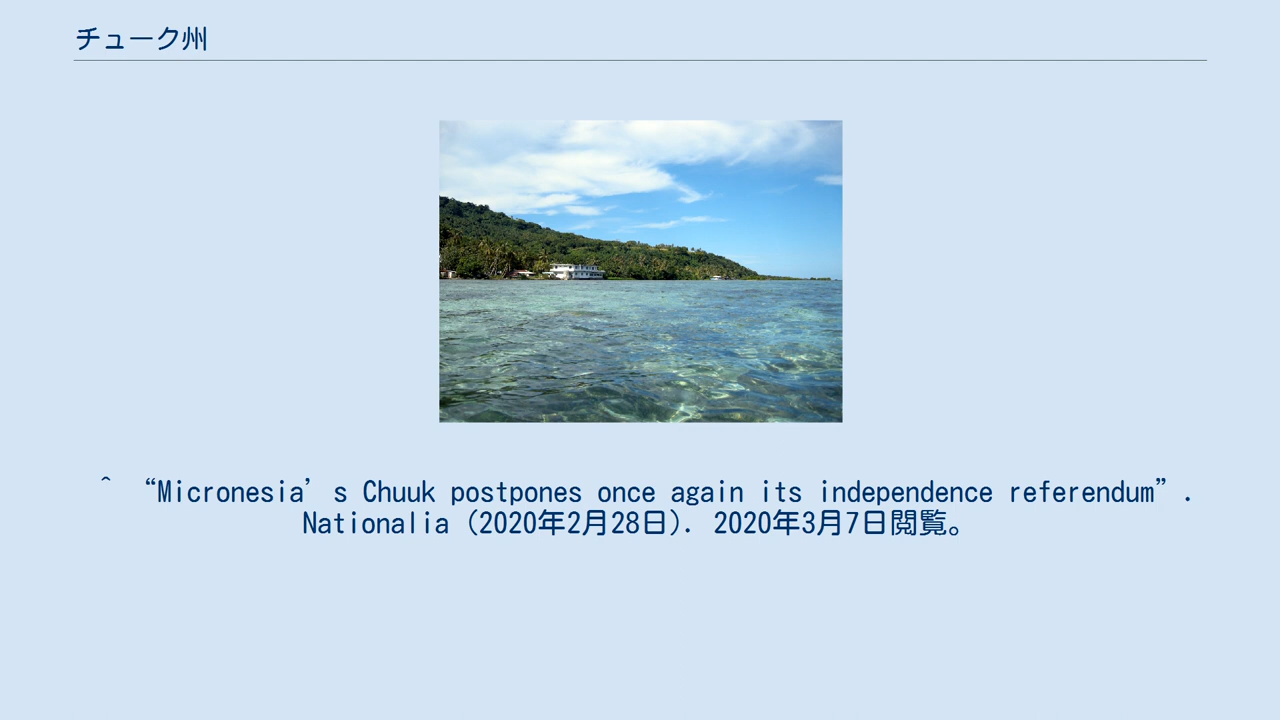 チューク州
^ “Micronesia’s Chuuk postpones once again its independence referendum”.
Nationalia (2020年2月28日). 2020年3月7日閲覧。